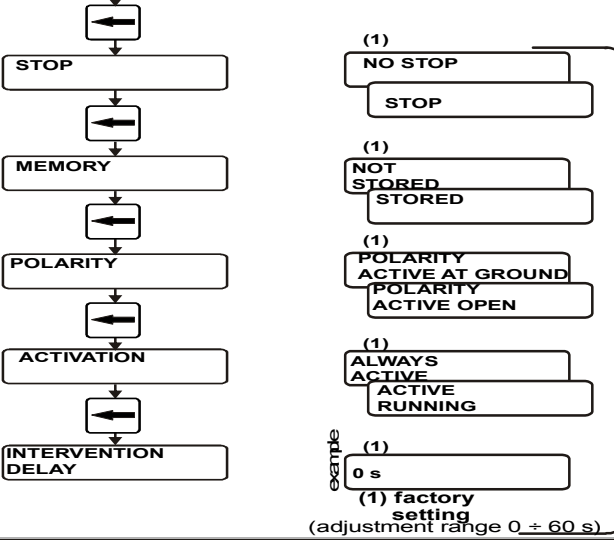 (1)
STOP
NO STOP
STOP
(1)
MEMORY
NOT
STORED
STORED
(1)
POLARITY
POLARITY
ACTIVE AT GROUND
POLARITY
ACTIVE OPEN
(1)
ACTIVATION
ALWAYS
ACTIVE
ACTIVE
RUNNING
example
(1)
INTERVENTION
DELAY
0 s
(1) factory
setting
(adjustment range 0 ÷ 60 s)